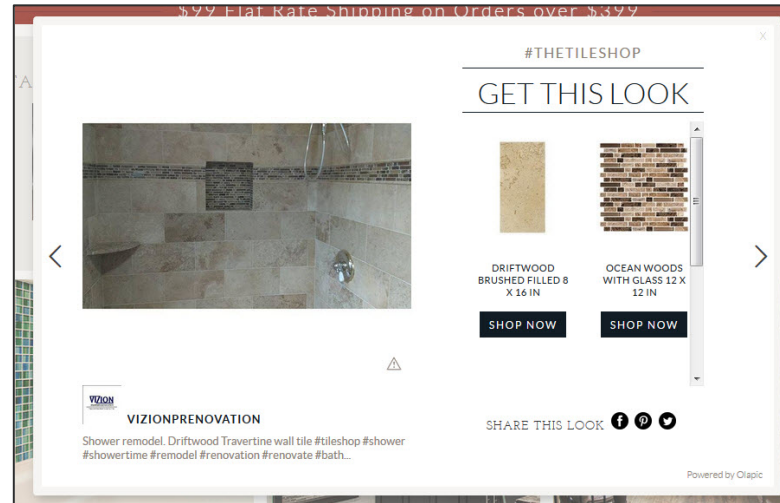 $99 Flat Rate Shipping on Orders over $399
X
#THETILESHOP
GET THIS LOOK
DRIFTWOOD
BRUSHED FILLED 8
X 16 IN
SHOP NOW
OCEAN WOODS
WITH GLASS 12 X
12 IN
SHOP NOW
VIZION
VIZIONPRENOVATION
Shower remodel. Driftwood Travertine wall tile #tileshop #shower
#showertime #remodel #renovation #renovate #bath...
SHARE THIS LOOK
Powered by Olapic